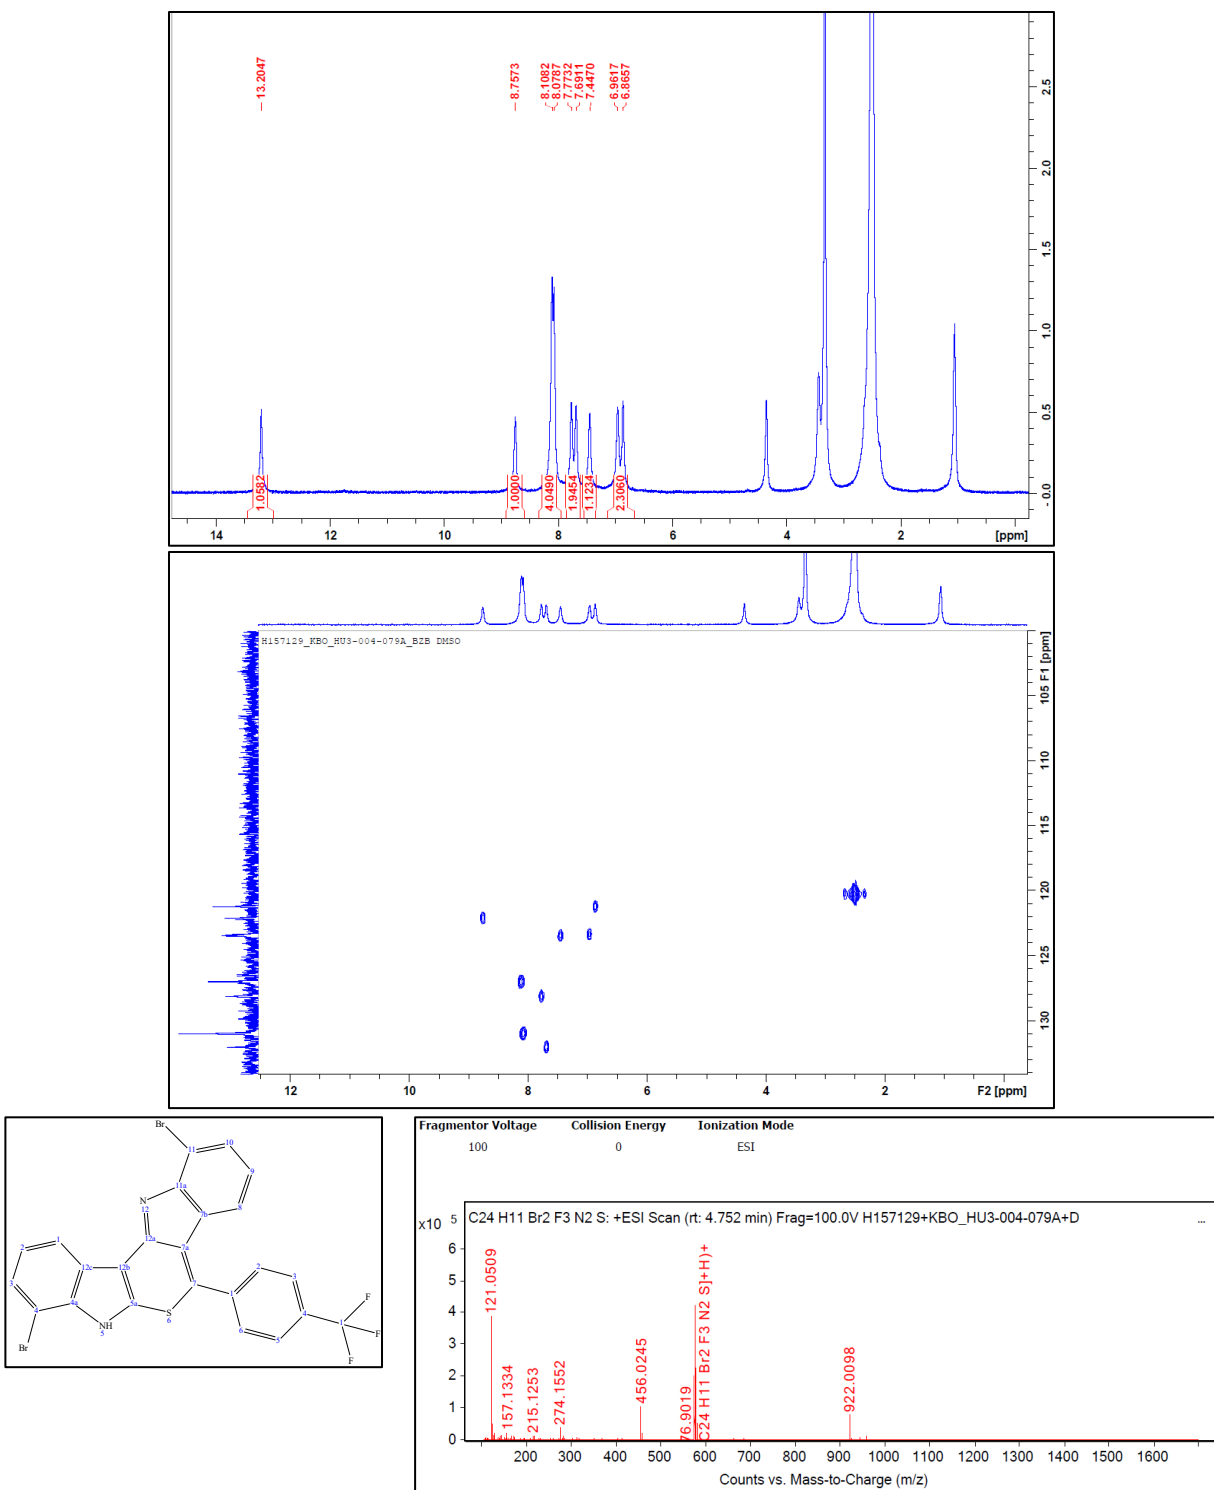 13.2047
8.7573
8.1082
8.0787
7.7732
7.6911
7.4470
6.9617
6.8657
2.5
2.0
1.5
1.0
0.5
0.0
1.0582
1.0000
4.0490
1.9454
1.1234
2.3060
14 12 10 8 6 4 2 [ppm]
H157129_KBO_HU3-004-079A_BZB DMSO
F1 [ppm]
105
110
115
120
125
130
12 10 8 6 4 2 F2 [ppm]
Br
11
10
11a
9
N
12
8
7b
12a
7a
1
2
12c
12b
7
3
4a
5a
4
S
6
NH
5
Br
1
2
3
4
5
6
1
F
F
F
Fragmentor Voltage Collision Energy Ionization Mode
100 0 ESI
x10 5
C24 H11 Br2 F3 N2 S: +ESI Scan (rt: 4.752 min) Frag=100.0V H157129+KBO_HU3-004-079A+D ...
6
5
4
3
2
1
0
121.0509
157.1334
215.1253
274.1552
456.0245
76.9019
C24 H11 Br2 F3 N2 S]+H)+
922.0098
200 300 400 500 600 700 800 900 1000 1100 1200 1300 1400 1500 1600
Counts vs. Mass-to-Charge (m/z)